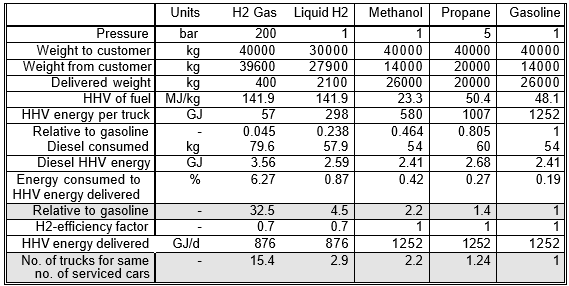 Units H2 Gas Liquid H2 Methanol Propane Gasoline
Pressure bar 200 1 1 5 1
Weight to customer kg 40000 30000 40000 40000 40000
Weight from customer kg 39600 27900 14000 20000 14000
Delivered weight kg 400 2100 26000 20000 26000
HHV of fuel MJ/kg 141.9 141.9 23.3 50.4 48.1
HHV energy per truck GJ 57 298 580 1007 1252
Relative to gasoline - 0.045 0.238 0.464 0.805 1
Diesel consumed kg 79.6 57.9 54 60 54
Diesel HHV energy GJ 3.56 2.59 2.41 2.68 2.41
Energy consumed to % 6.27 0.87 0.42 0.27 0.19
HHV energy delivered
Relative to gasoline - 32.5 4.5 2.2 1.4 1
H2-efficiency factor - 0.7 0.7 1 1 1
HHV energy delivered GJ/d 876 876 1252 1252 1252
No. of trucks for same - 15.4 2.9 2.2 1.24 1
no. of serviced cars